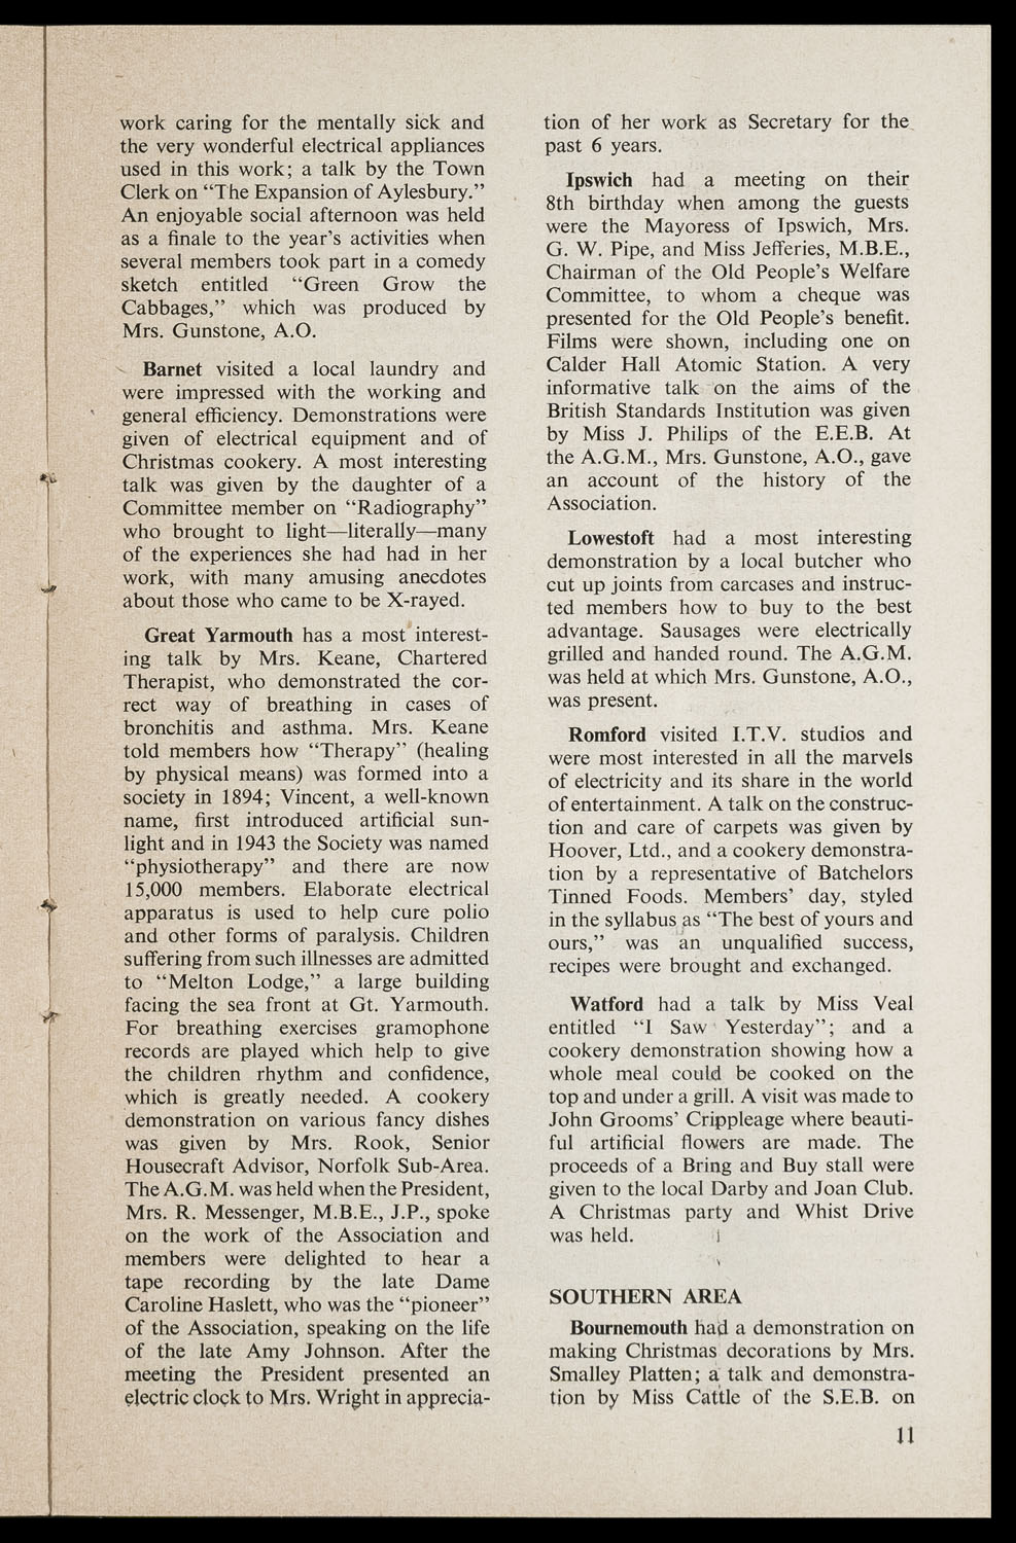 work caring for the mentally sick and
the very wonderful electrical appliances
used in this work; a talk by the Town
Clerk on “The Expansion of Aylesbury.”
An enjoyable social afternoon was held
as a finale to the year’s activities when
several members took part in a comedy
sketch entitled “Green Grow the
Cabbages,” which was produced by
Mrs. Gunstone, A.O.
Barnet visited a local laundry and
were impressed with the working and
general efficiency. Demonstrations were
given of electrical equipment and of
Christmas cookery. A most interesting
talk was given by the daughter of a
Committee member on “Radiography”
who brought to light—literally—many
of the experiences she had had in her
work, with many amusing anecdotes
about those who came to be X-rayed.
Great Yarmouth has a most interest-
ing talk by Mrs. Keane, Chartered
Therapist, who demonstrated the cor-
rect way of breathing in cases of
bronchitis and asthma. Mrs. Keane
told members how “Therapy” (healing
by physical means) was formed into a
society in 1894; Vincent, a well-known
name, first introduced artificial sun-
light and in 1943 the Society was named
“physiotherapy” and there are now
15,000 members. Elaborate electrical
apparatus is used to help cure polio
and other forms of paralysis. Children
suffering from such illnesses are admitted
to “Melton Lodge,” a large building
facing the sea front at Gt. Yarmouth.
For breathing exercises gramophone
records are played which help to give
the children rhythm and confidence,
which is greatly needed. A cookery
demonstration on various fancy dishes
was given by Mrs. Rook, Senior
Housecraft Advisor, Norfolk Sub-Area.
The A.G.M. was held when the President,
Mrs. R. Messenger, M.B.E., J.P., spoke
on the work of the Association and
members were delighted to hear a
tape recording by the late Dame
Caroline Haslett, who was the “pioneer”
of the Association, speaking on the life
of the late Amy Johnson. After the
meeting the President presented an
electric clock to Mrs. Wright in apprecia-
tion of her work as Secretary for the
past 6 years.
Ipswich had a meeting on their
8th birthday when among the guests
were the Mayoress of Ipswich, Mrs.
G. W. Pipe, and Miss Jefferies, M.B.E.,
Chairman of the Old People’s Welfare
Committee, to whom a cheque was
presented for the Old People’s benefit.
Films were shown, including one on
Calder Hall Atomic Station. A very
informative talk on the aims of the
British Standards Institution was given
by Miss J. Philips of the E.E.B. At
the A.G.M., Mrs. Gunstone, A.O., gave
an account of the history of the
Association.
Lowestoft had a most interesting
demonstration by a local butcher who
cut up joints from carcases and instruc-
ted members how to buy to the best
advantage. Sausages were electrically
grilled and handed round. The A.G.M.
was held at which Mrs. Gunstone, A.O.,
was present.
Romford visited I.T.V. studios and
were most interested in all the marvels
of electricity and its share in the world
of entertainment. A talk on the construc-
tion and care of carpets was given by
Hoover, Ltd., and a cookery demonstra-
tion by a representative of Batchelors
Tinned Foods. Members’ day, styled
in the syllabus as “The best of yours and
ours,” was an unqualified success,
recipes were brought and exchanged.
Watford had a talk by Miss Veal
entitled “I Saw Yesterday”; and a
cookery demonstration showing how a
whole meal could be cooked on the
top and under a grill. A visit was made to
John Grooms’ Crippleage where beauti-
ful artificial flowers are made. The
proceeds of a Bring and Buy stall were
given to the local Darby and Joan Club.
A Christmas party and Whist Drive
was held.
SOUTHERN AREA
Bournemouth had a demonstration on
making Christmas decorations by Mrs.
Smalley Platten; a talk and demonstra-
tion by Miss Cattle of the S.E.B. on
11